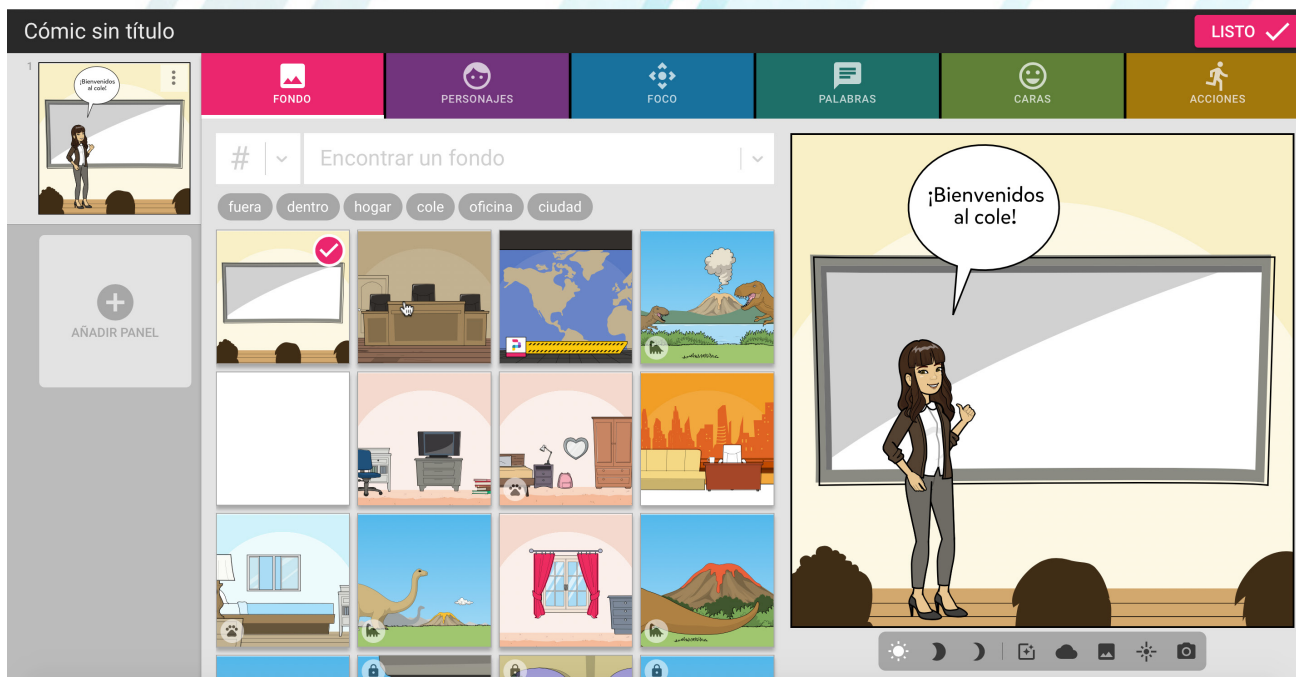 Cómic sin título
LISTO
1
¡Bienvenidos
al cole!
AÑADIR PANEL
FONDO
PERSONAJES
FOCO
PALABRAS
CARAS
ACCIONES
# Encontrar un fondo
fuera dentro hogar cole oficina ciudad
¡Bienvenidos
al cole!